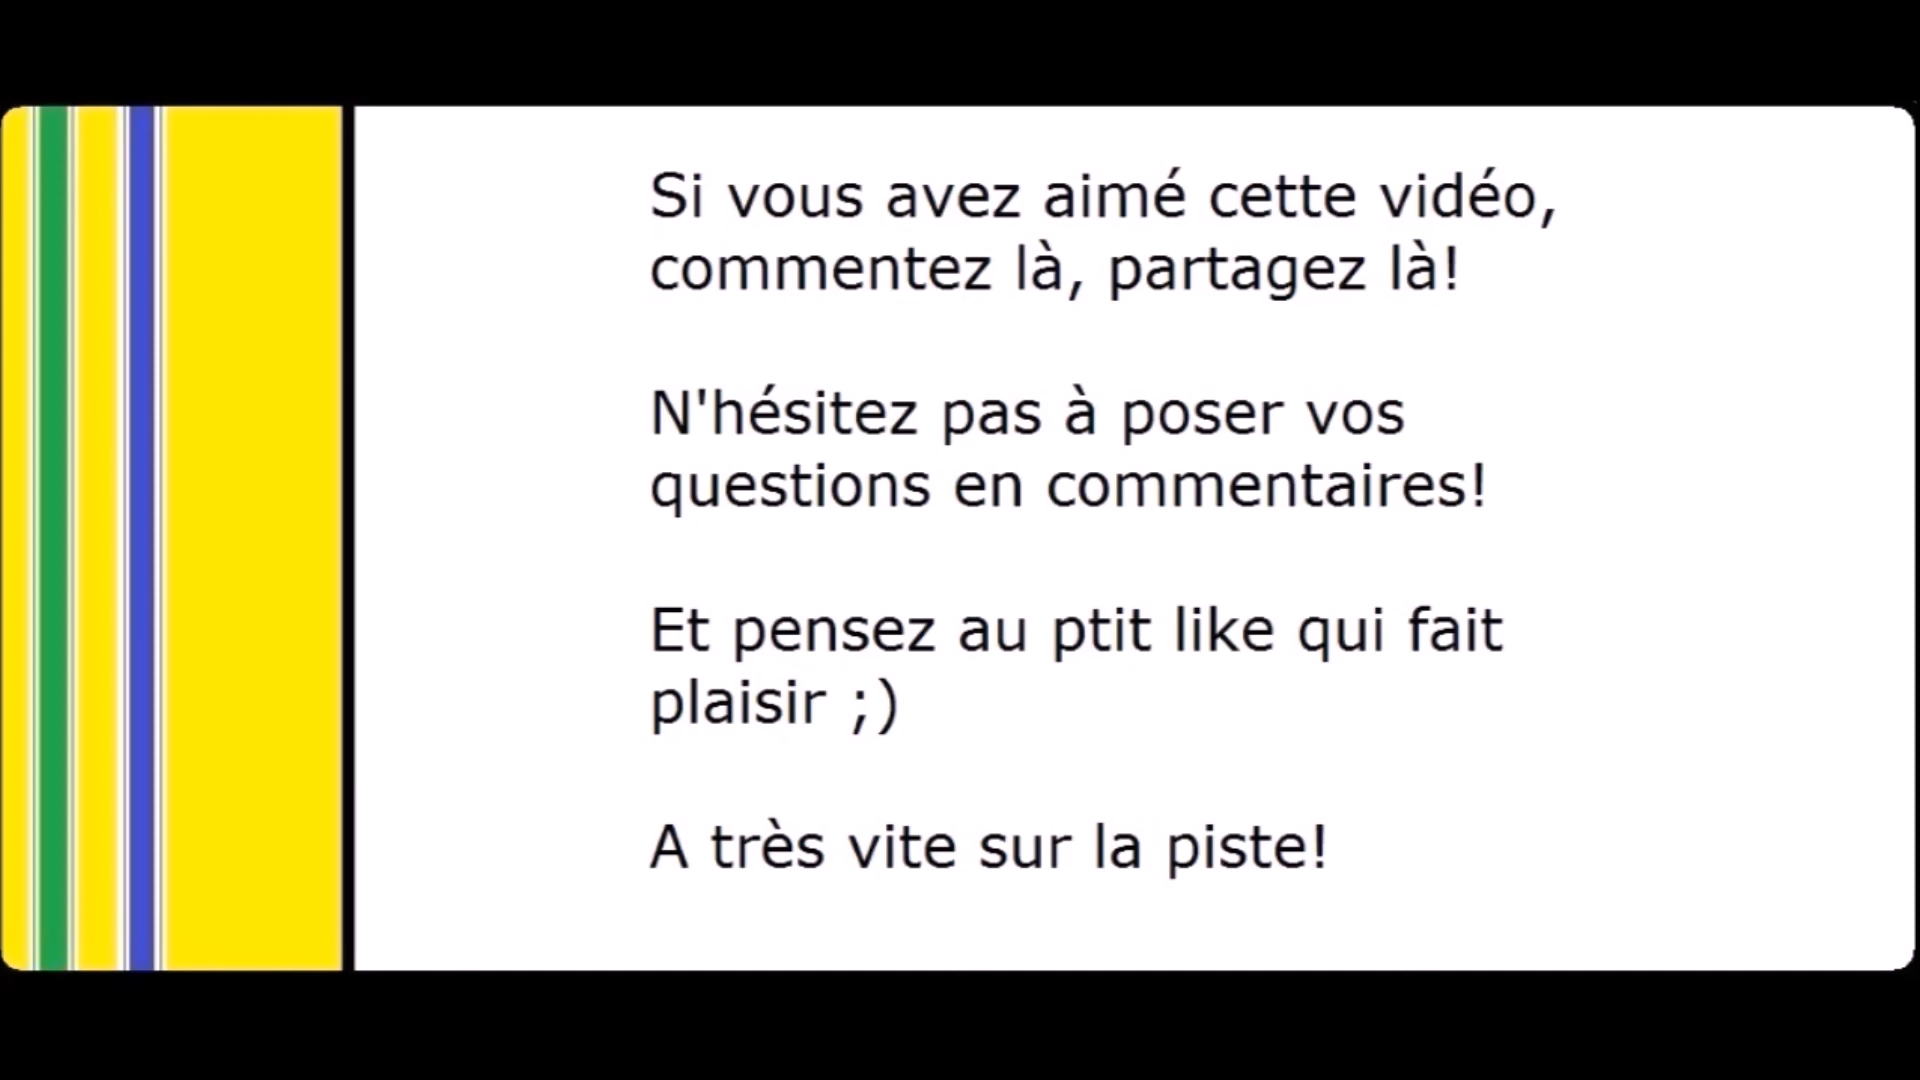 Si vous avez aimé cette vidéo,
commentez là, partagez là!
N'hésitez pas à poser vos
questions en commentaires!
Et pensez au ptit like qui fait
plaisir ;)
A très vite sur la piste!